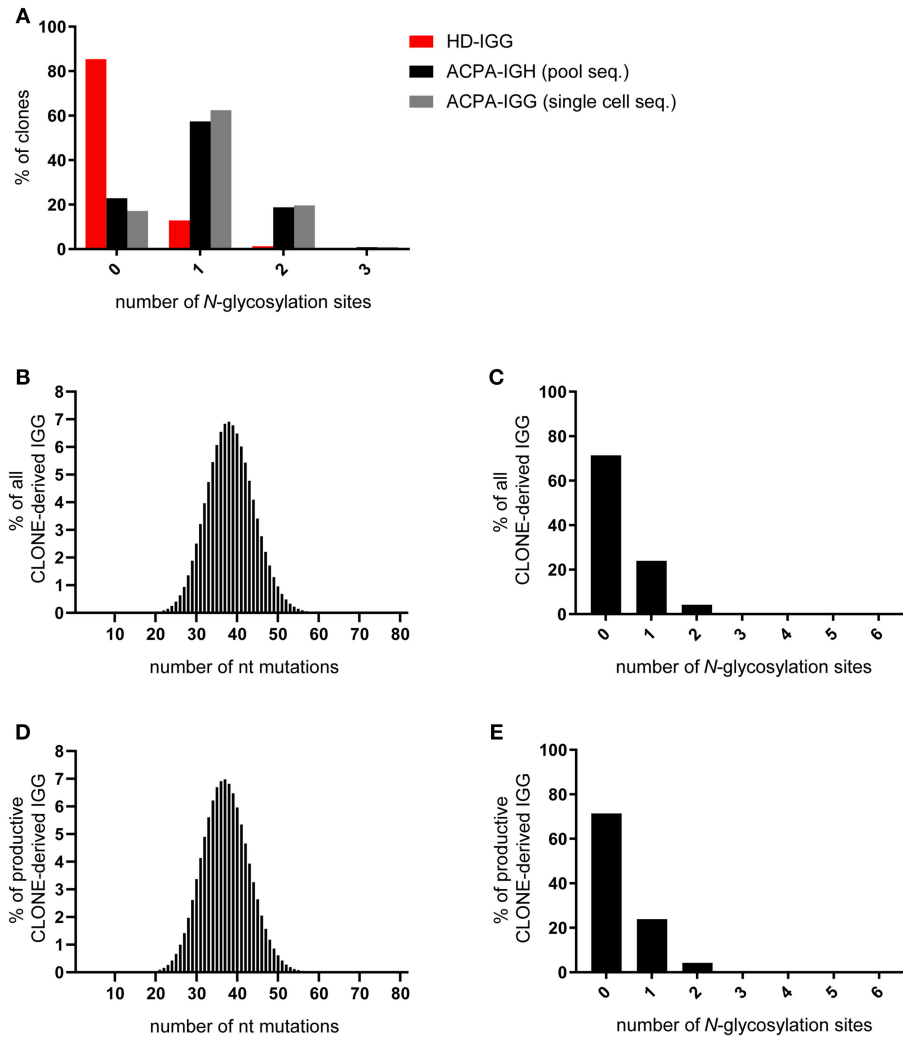 A
% of clones
100
80
60
40
20
0
0 1 2 3
number of N-glycosylation sites
HD-IGG
ACPA-IGH (pool seq.)
ACPA-IGG (single cell seq.)
B
% of all
CLONE-derived IGG
8
7
6
5
4
3
2
1
0
10 20 30 40 50 60 70 80
number of nt mutations
C
% of all
CLONE-derived IGG
100
80
60
40
20
0
0 1 2 3 4 5 6
number of N-glycosylation sites
D
% of productive
CLONE-derived IGG
8
7
6
5
4
3
2
1
0
10 20 30 40 50 60 70 80
number of nt mutations
E
% of productive
CLONE-derived IGG
100
80
60
40
20
0
0 1 2 3 4 5 6
number of N-glycosylation sites